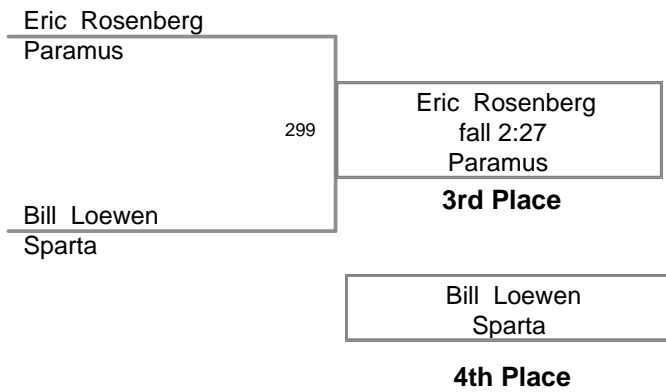 Eric Rosenberg
Paramus
299
Eric Rosenberg
fall 2:27
Paramus
3rd Place
Bill Loewen
Sparta
Bill Loewen
Sparta
4th Place